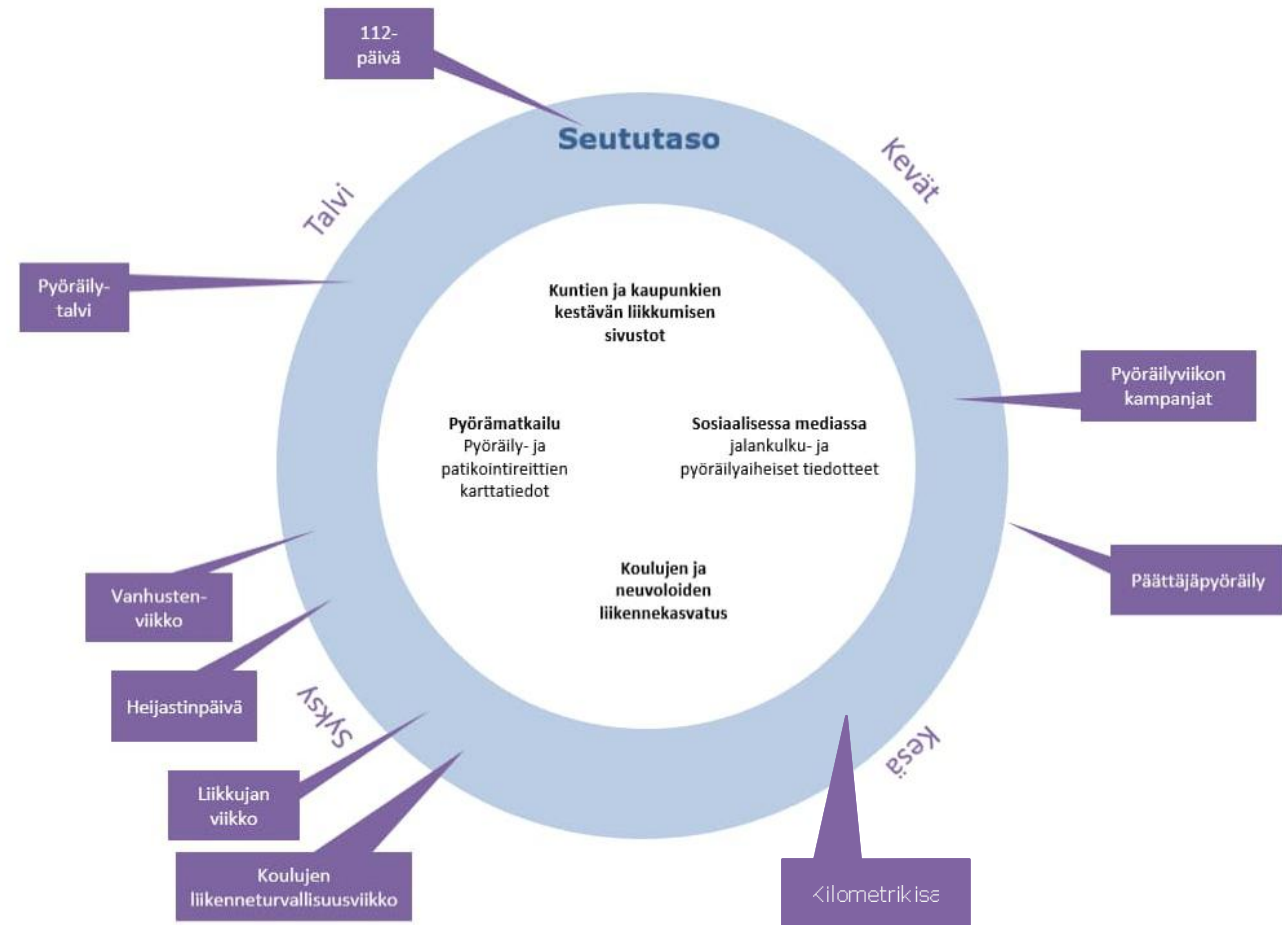 112-
päivä
Seututaso
Kevät
Talvi
Pyöräily-
talvi
Kuntien ja kaupunkien
kestävän liikkumisen
sivustot
Pyöräilyviikon
kampanjat
Pyörämatkailu
Pyöräily- ja
patikointireittien
karttatiedot
Sosiaalisessa mediassa
jalankulku- ja
pyöräilyaiheiset tiedotteet
Päättäjäpyöräily
Koulujen ja
neuvoloiden
liikennekasvatus
Vanhusten-
viikko
Heijastinpäivä
Syksy
Kesä
Liikkujan
viikko
Koulujen
liikenneturvallisuusviikko
Kilometrikisa